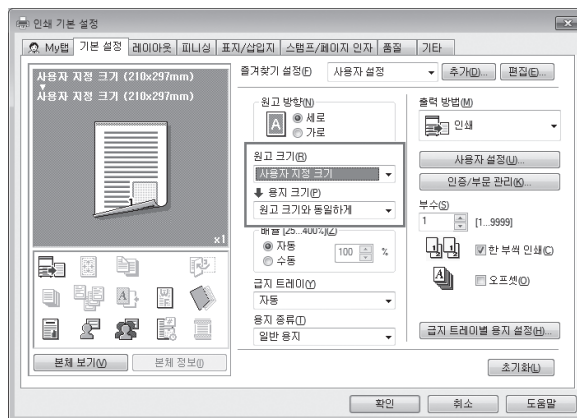 인쇄 기본 설정
My탭 기본 설정 레이아웃 피니싱 표지/삽입지 스탬프/페이지 인자 품질 기타
사용자 지정 크기 (210x297mm)
사용자 지정 크기 (210x297mm)
1
x1
본체 보기(V) 본체 정보(I)
즐겨찾기 설정(F) 사용자 설정 추가(D)... 편집(E)...
원고 방향(N)
A 세로
가로
원고 크기(R)
사용자 지정 크기
용지 크기(P)
원고 크기와 동일하게
배율 [25...400%](Z)
자동
수동
100 %
급지 트레이(Y)
자동
용지 종류(T)
일반 용지
출력 방법(M)
인쇄
사용자 설정(U)...
인증/부문 관리(K)...
부수(S)
1 [1...9999]
한 부씩 인쇄(C)
오프셋(O)
급지 트레이별 용지 설정(H)...
초기화(L)
확인 취소 도움말